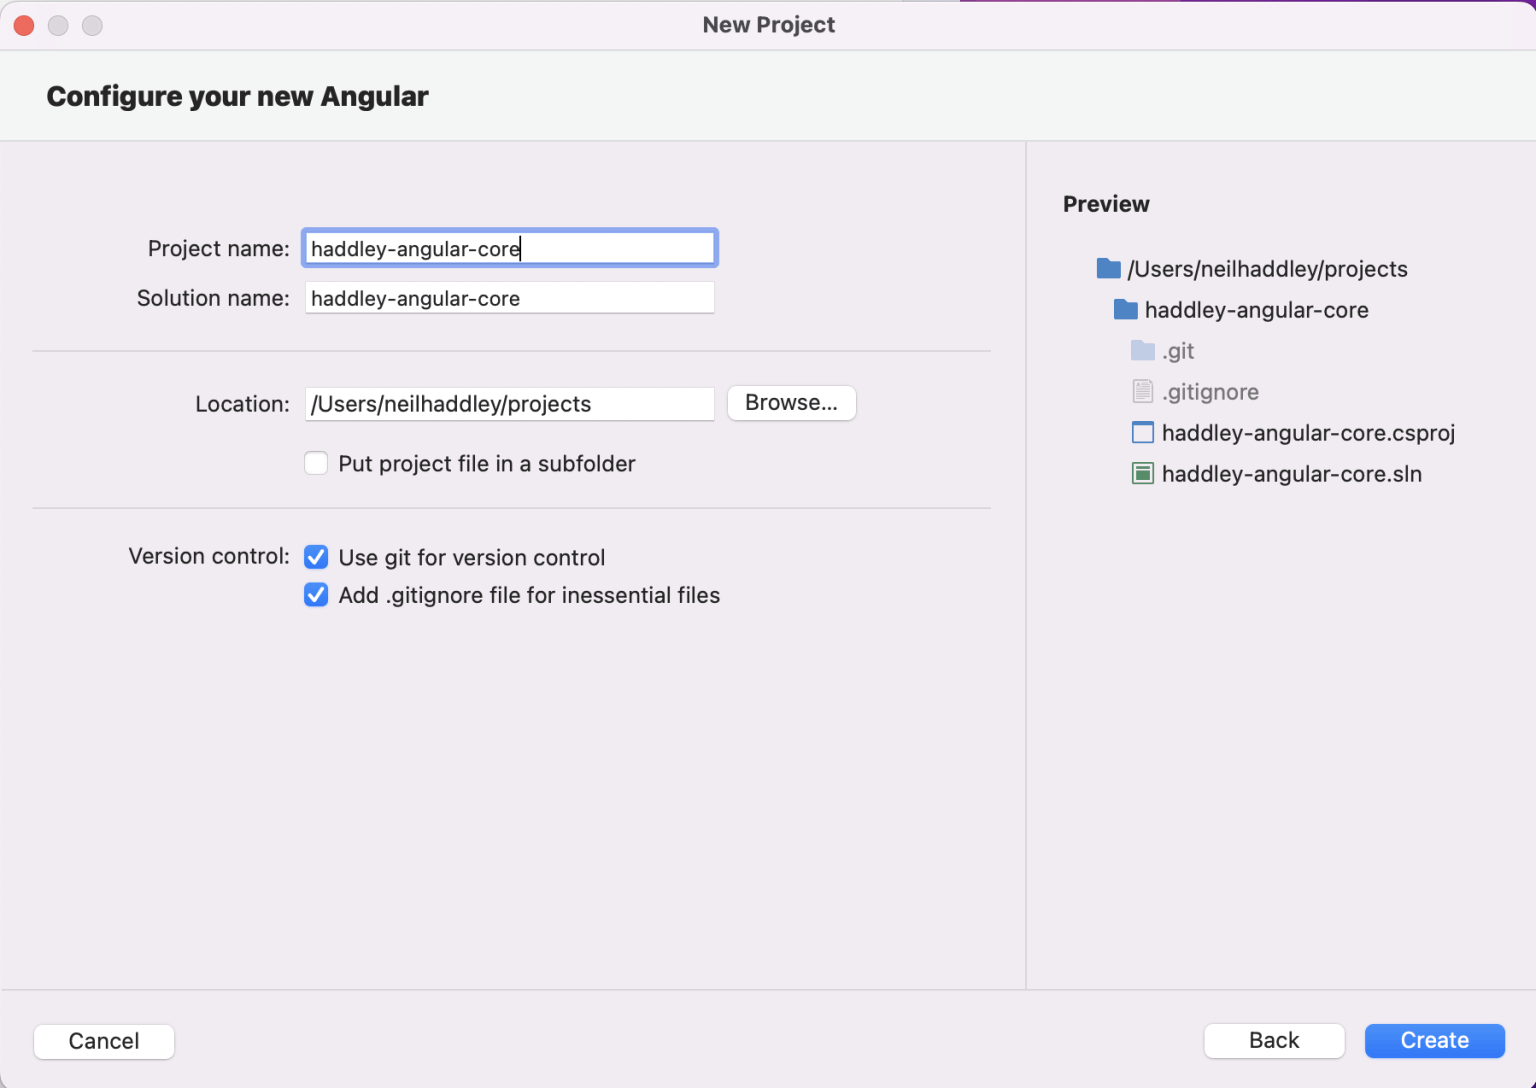 New Project
Configure your new Angular
Project name: haddley-angular-core
Solution name: haddley-angular-core
Location: /Users/neilhaddley/projects Browse...
Put project file in a subfolder
Version control: Use git for version control
Add .gitignore file for inessential files
Preview
/Users/neilhaddley/projects
haddley-angular-core
.git
.gitignore
haddley-angular-core.csproj
haddley-angular-core.sln
Cancel Back Create